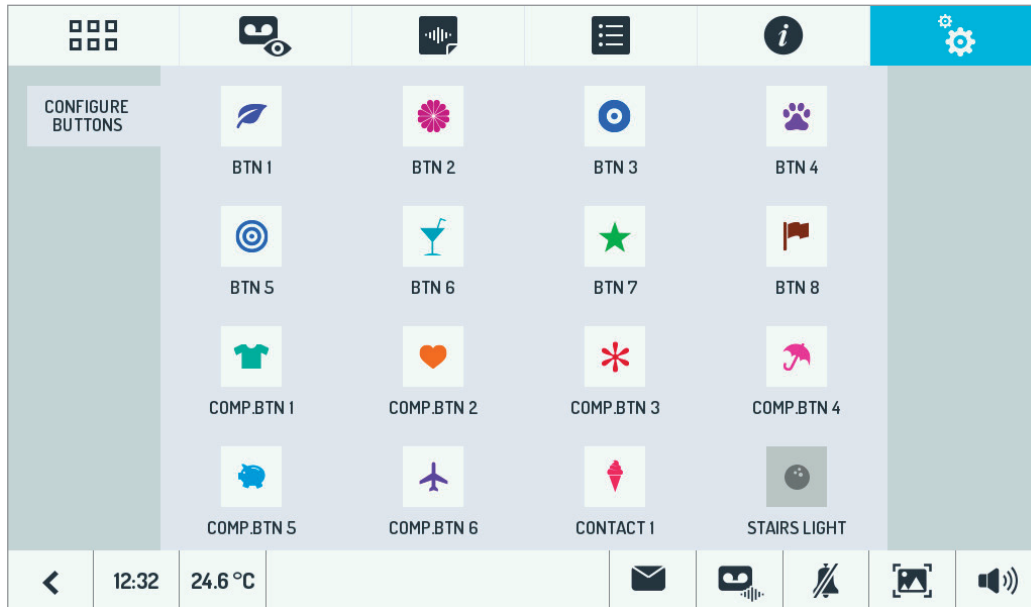 CONFIGURE
BUTTONS
BTN 1
BTN 2
BTN 3
BTN 4
BTN 5
BTN 6
BTN 7
BTN 8
COMP.BTN 1
COMP.BTN 2
COMP.BTN 3
COMP.BTN 4
COMP.BTN 5
COMP.BTN 6
CONTACT 1
STAIRS LIGHT
12:32
24.6 °C